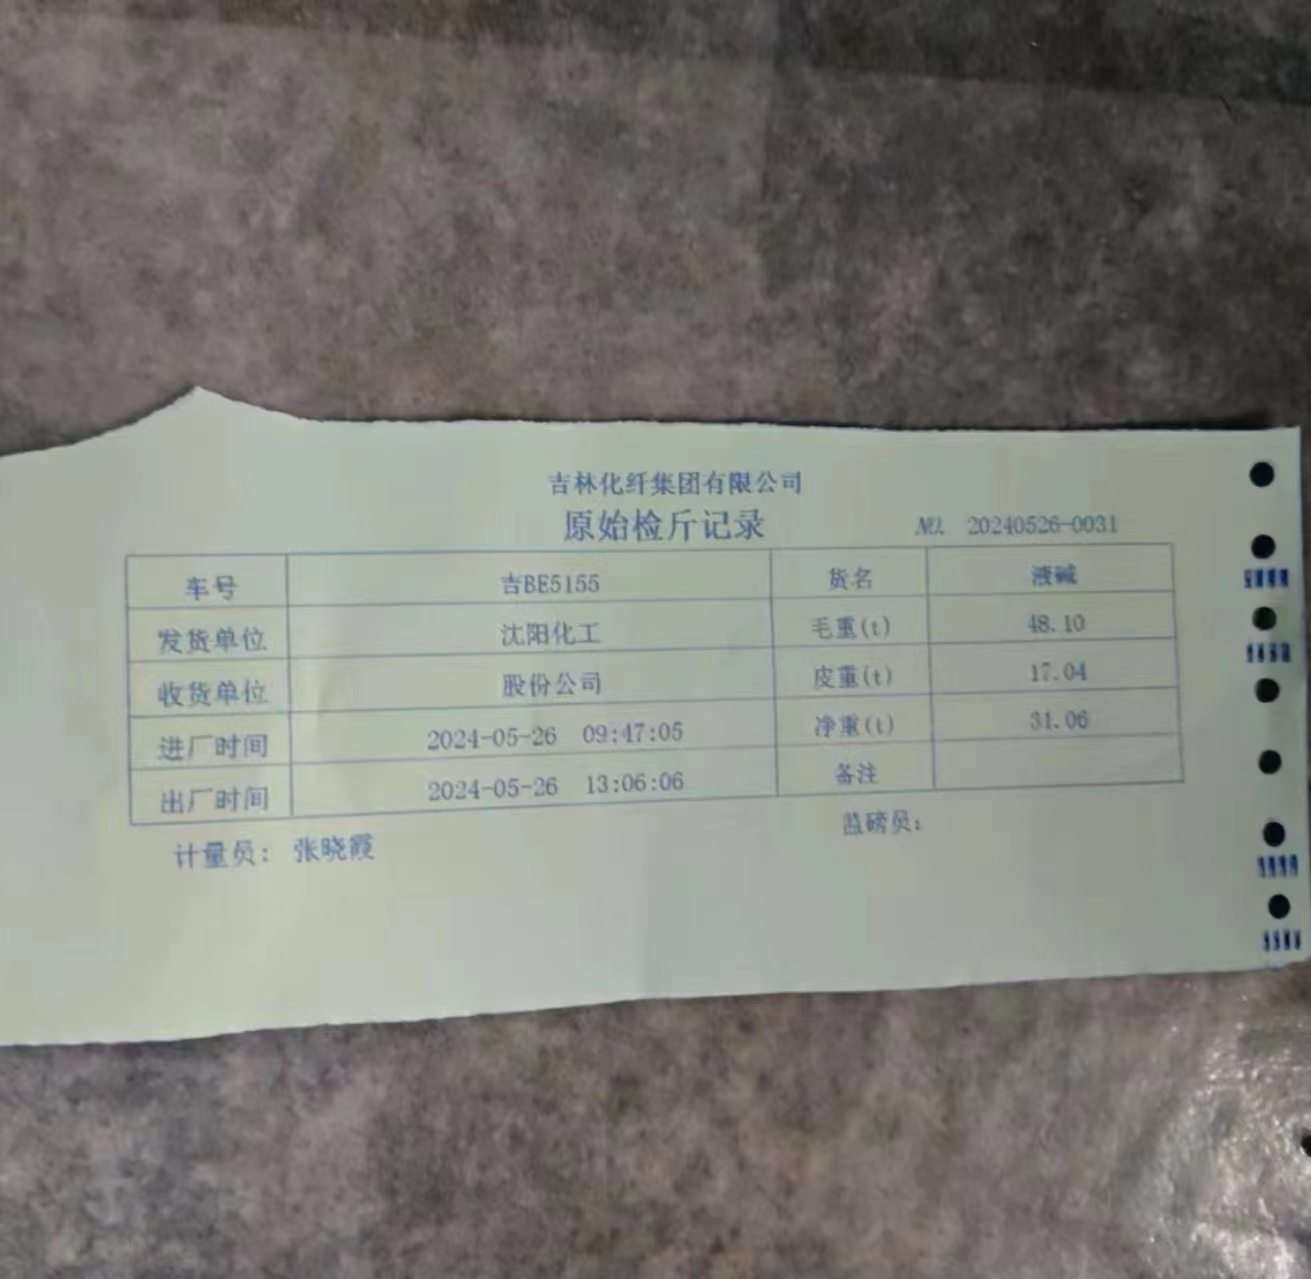 吉林化纤集团有限公司
原始检斤记录
NO. 20240526-0031
车号 吉BE5155 货名 液碱
发货单位 沈阳化工 毛重(t) 48.10
收货单位 股份公司 皮重(t) 17.04
进厂时间 2024-05-26 09:47:05 净重(t) 31.06
出厂时间 2024-05-26 13:06:06 备注
计量员: 张晓霞 监磅员: